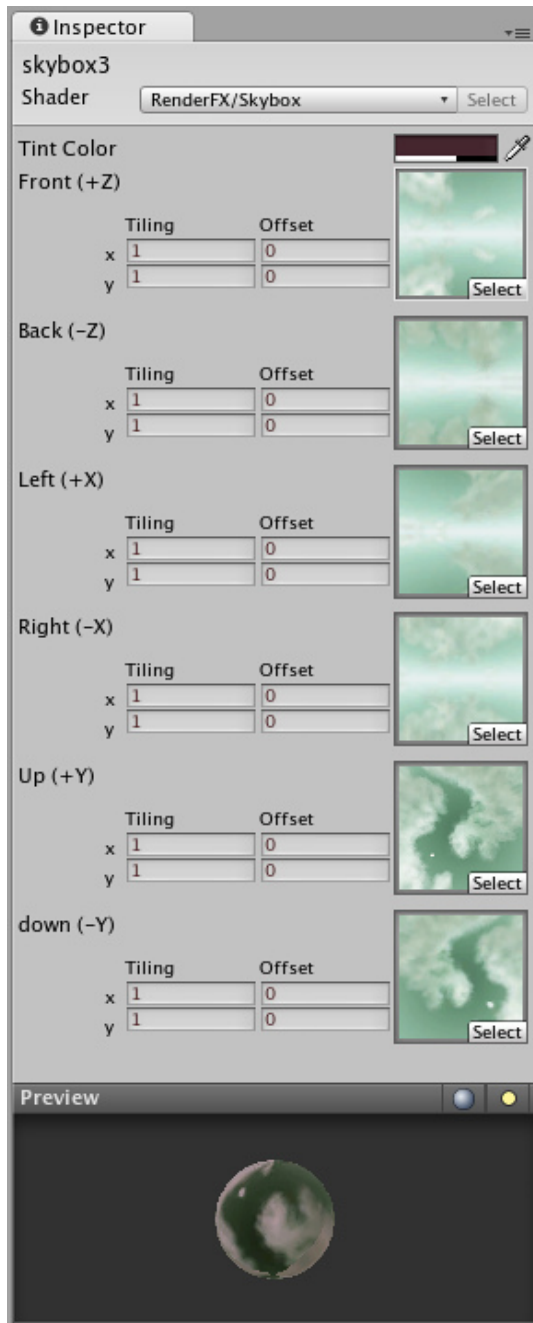 Inspector
skybox3
Shader RenderFX/Skybox Select
Tint Color
Front (+Z)
Tiling Offset
x 1 0
y 1 0
Select
Back (-Z)
Tiling Offset
x 1 0
y 1 0
Select
Left (+X)
Tiling Offset
x 1 0
y 1 0
Select
Right (-X)
Tiling Offset
x 1 0
y 1 0
Select
Up (+Y)
Tiling Offset
x 1 0
y 1 0
Select
down (-Y)
Tiling Offset
x 1 0
y 1 0
Select
Preview